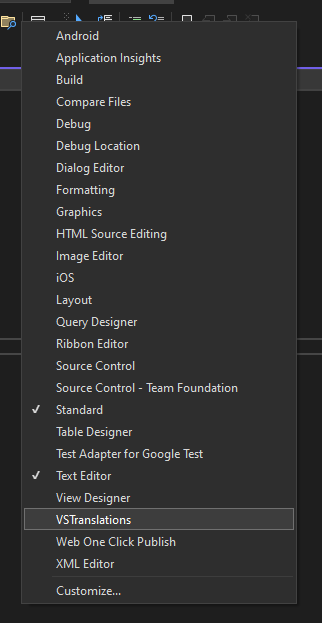 Android
Application Insights
Build
Compare Files
Debug
Debug Location
Dialog Editor
Formatting
Graphics
HTML Source Editing
Image Editor
iOS
Layout
Query Designer
Ribbon Editor
Source Control
Source Control - Team Foundation
Standard
Table Designer
Test Adapter for Google Test
Text Editor
View Designer
VSTranslations
Web One Click Publish
XML Editor
Customize...